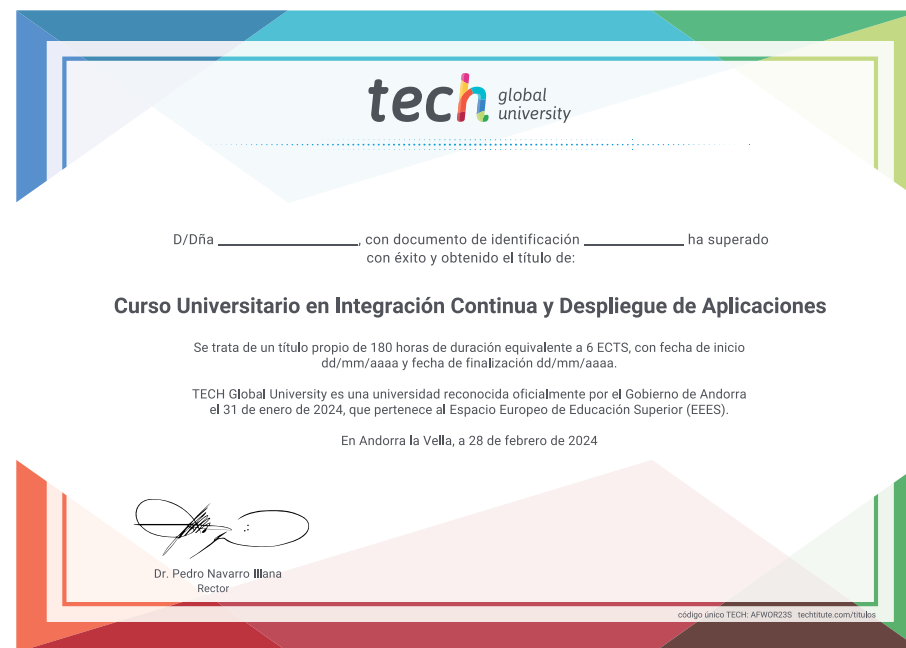 tech global
university
D/Dña ____________________, con documento de identificación ______________ ha superado
con éxito y obtenido el título de:
Curso Universitario en Integración Continua y Despliegue de Aplicaciones
Se trata de un título propio de 180 horas de duración equivalente a 6 ECTS, con fecha de inicio
dd/mm/aaaa y fecha de finalización dd/mm/aaaa.
TECH Global University es una universidad reconocida oficialmente por el Gobierno de Andorra
el 31 de enero de 2024, que pertenece al Espacio Europeo de Educación Superior (EEES).
En Andorra la Vella, a 28 de febrero de 2024
Dr. Pedro Navarro Illana
Rector
código único TECH: AFWOR23S techtitute.com/titulos